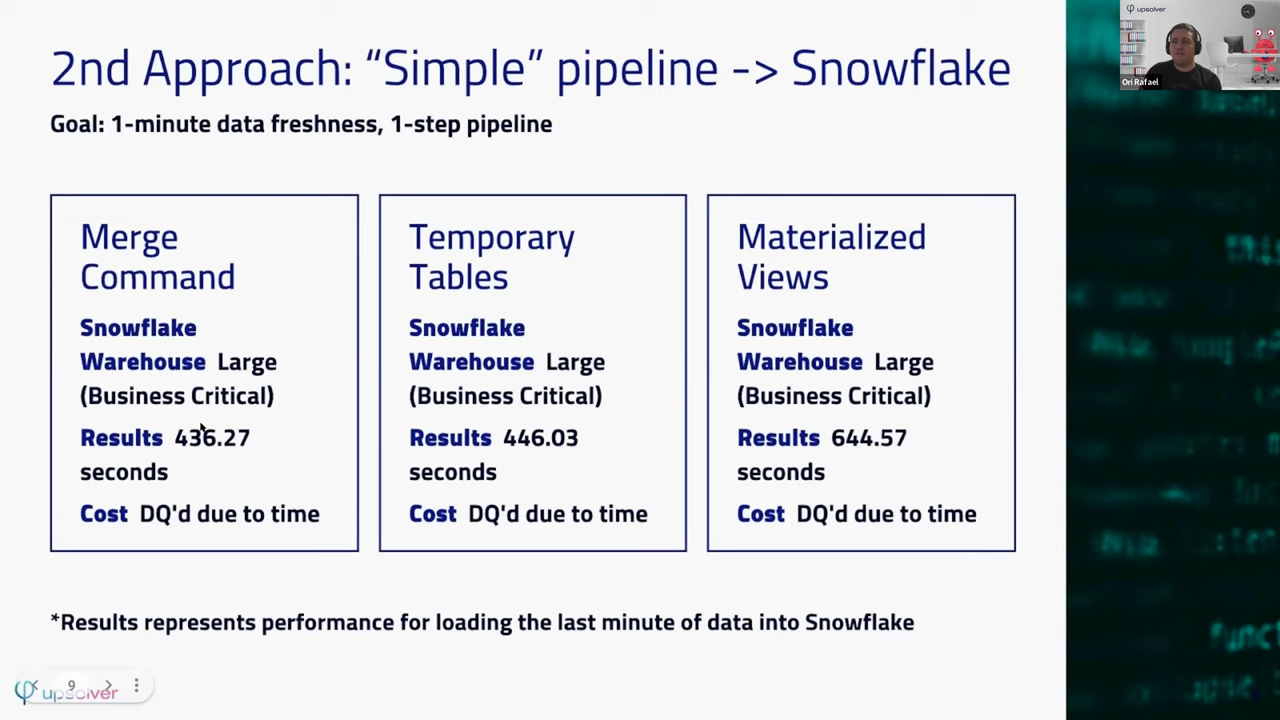 2nd Approach: “Simple” pipeline -> Snowflake
Goal: 1-minute data freshness, 1-step pipeline
Merge
Command
Snowflake
Warehouse Large
(Business Critical)
Results 436.27
seconds
Cost DQ'd due to time
Temporary
Tables
Snowflake
Warehouse Large
(Business Critical)
Results 446.03
seconds
Cost DQ'd due to time
Materialized
Views
Snowflake
Warehouse Large
(Business Critical)
Results 644.57
seconds
Cost DQ'd due to time
*Results represents performance for loading the last minute of data into Snowflake
9
upsolver
upsolver
Ori Rafael